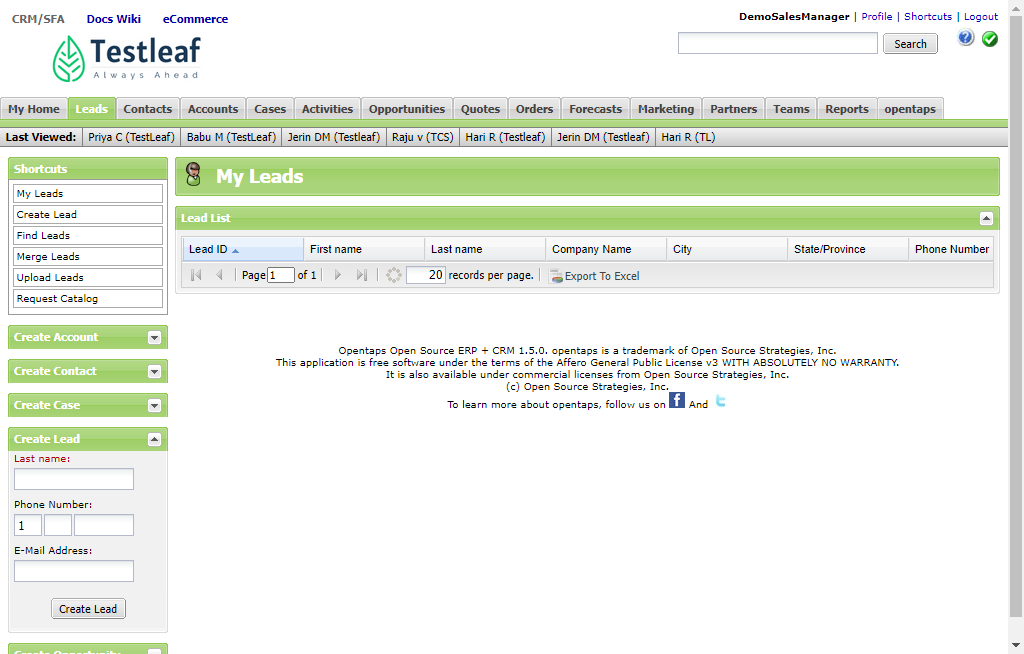 CRM/SFA Docs Wiki eCommerce
DemoSalesManager | Profile | Shortcuts | Logout
Testleaf
Always Ahead
Search
My Home Leads Contacts Accounts Cases Activities Opportunities Quotes Orders Forecasts Marketing Partners Teams Reports opentaps
Last Viewed: Priya C (TestLeaf) Babu M (TestLeaf) Jerin DM (Testleaf) Raju v (TCS) Hari R (Testleaf) Jerin DM (Testleaf) Hari R (TL)
Shortcuts
My Leads
Create Lead
Find Leads
Merge Leads
Upload Leads
Request Catalog
Create Account
Create Contact
Create Case
Create Lead
Last name:
Phone Number:
1
E-Mail Address:
Create Lead
Create Opportunity
My Leads
Lead List
Lead ID First name Last name Company Name City State/Province Phone Number
Page 1 of 1 20 records per page. Export To Excel
Opentaps Open Source ERP + CRM 1.5.0. opentaps is a trademark of Open Source Strategies, Inc.
This application is free software under the terms of the Affero General Public License v3 WITH ABSOLUTELY NO WARRANTY.
It is also available under commercial licenses from Open Source Strategies, Inc.
(c) Open Source Strategies, Inc.
To learn more about opentaps, follow us on f And t